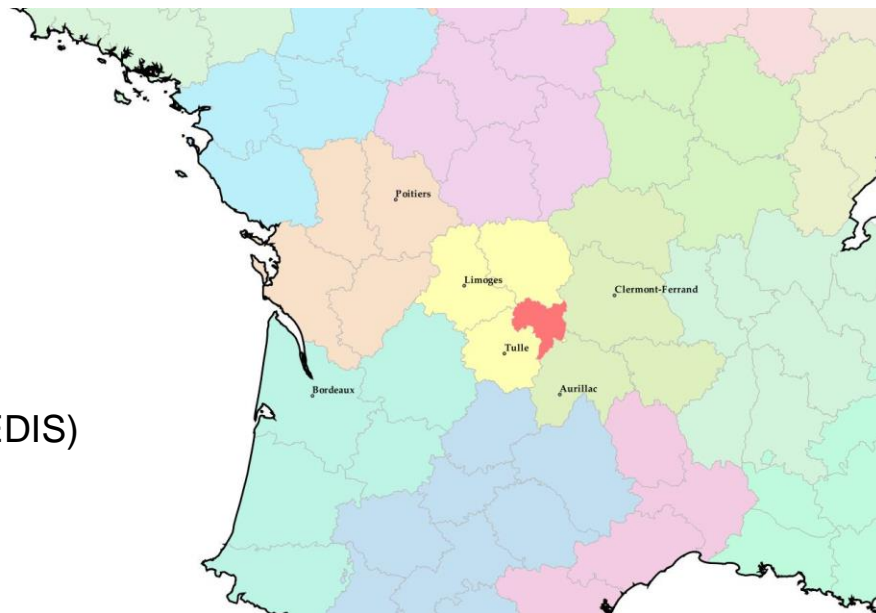 Poitiers
Limoges
Clermont-Ferrand
Tulle
Bordeaux
Aurillac
EDIS)